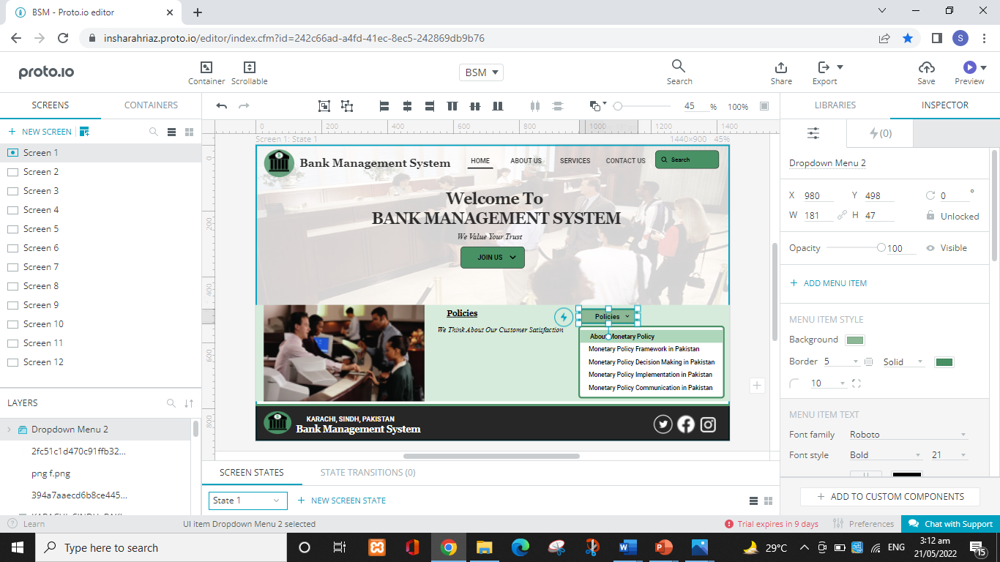 BSM - Proto.io editor
insharahriaz.proto.io/editor/index.cfm?id=242c66ad-a4fd-41ec-8ec5-242869db9b76
S
proto.io
Container
Scrollable
BSM
Search
Share
Export
Save
Preview
SCREENS
CONTAINERS
45 %
100%
LIBRARIES
INSPECTOR
NEW SCREEN
0 200 400 600 800 1000 1200 1400
(0)
Screen 1: State 1
1440×900 45%
Screen 1
Screen 2
Screen 3
Screen 4
Screen 5
Screen 6
Screen 7
Screen 8
Screen 9
Screen 10
Screen 11
Screen 12
0
200
400
600
800
Bank Management System
HOME
ABOUT US
SERVICES
CONTACT US
Search
Welcome To
BANK MANAGEMENT SYSTEM
We Value Your Trust
JOIN US
Policies
We Think About Our Customer Satisfaction
Policies
About Monetary Policy
Monetary Policy Framework in Pakistan
Monetary Policy Decision Making in Pakistan
Monetary Policy Implementation in Pakistan
Monetary Policy Communication in Pakistan
KARACHI, SINDH, PAKISTAN
Bank Management System
Dropdown Menu 2
X 980 Y 498 0 °
W 181 H 47 Unlocked
Opacity 100 Visible
ADD MENU ITEM
MENU ITEM STYLE
Background
Border 5 Solid
10
MENU ITEM TEXT
Font family Roboto
Font style Bold 21
ADD TO CUSTOM COMPONENTS
LAYERS
Dropdown Menu 2
2fc51c1d470c91ffb32...
png f.png
394a7aaecd6b8ce445...
SCREEN STATES
STATE TRANSITIONS (0)
State 1
NEW SCREEN STATE
Learn
UI item Dropdown Menu 2 selected
Trial expires in 9 days
Preferences
Chat with Support
Type here to search
29°C
ENG
3:12 am
21/05/2022
15